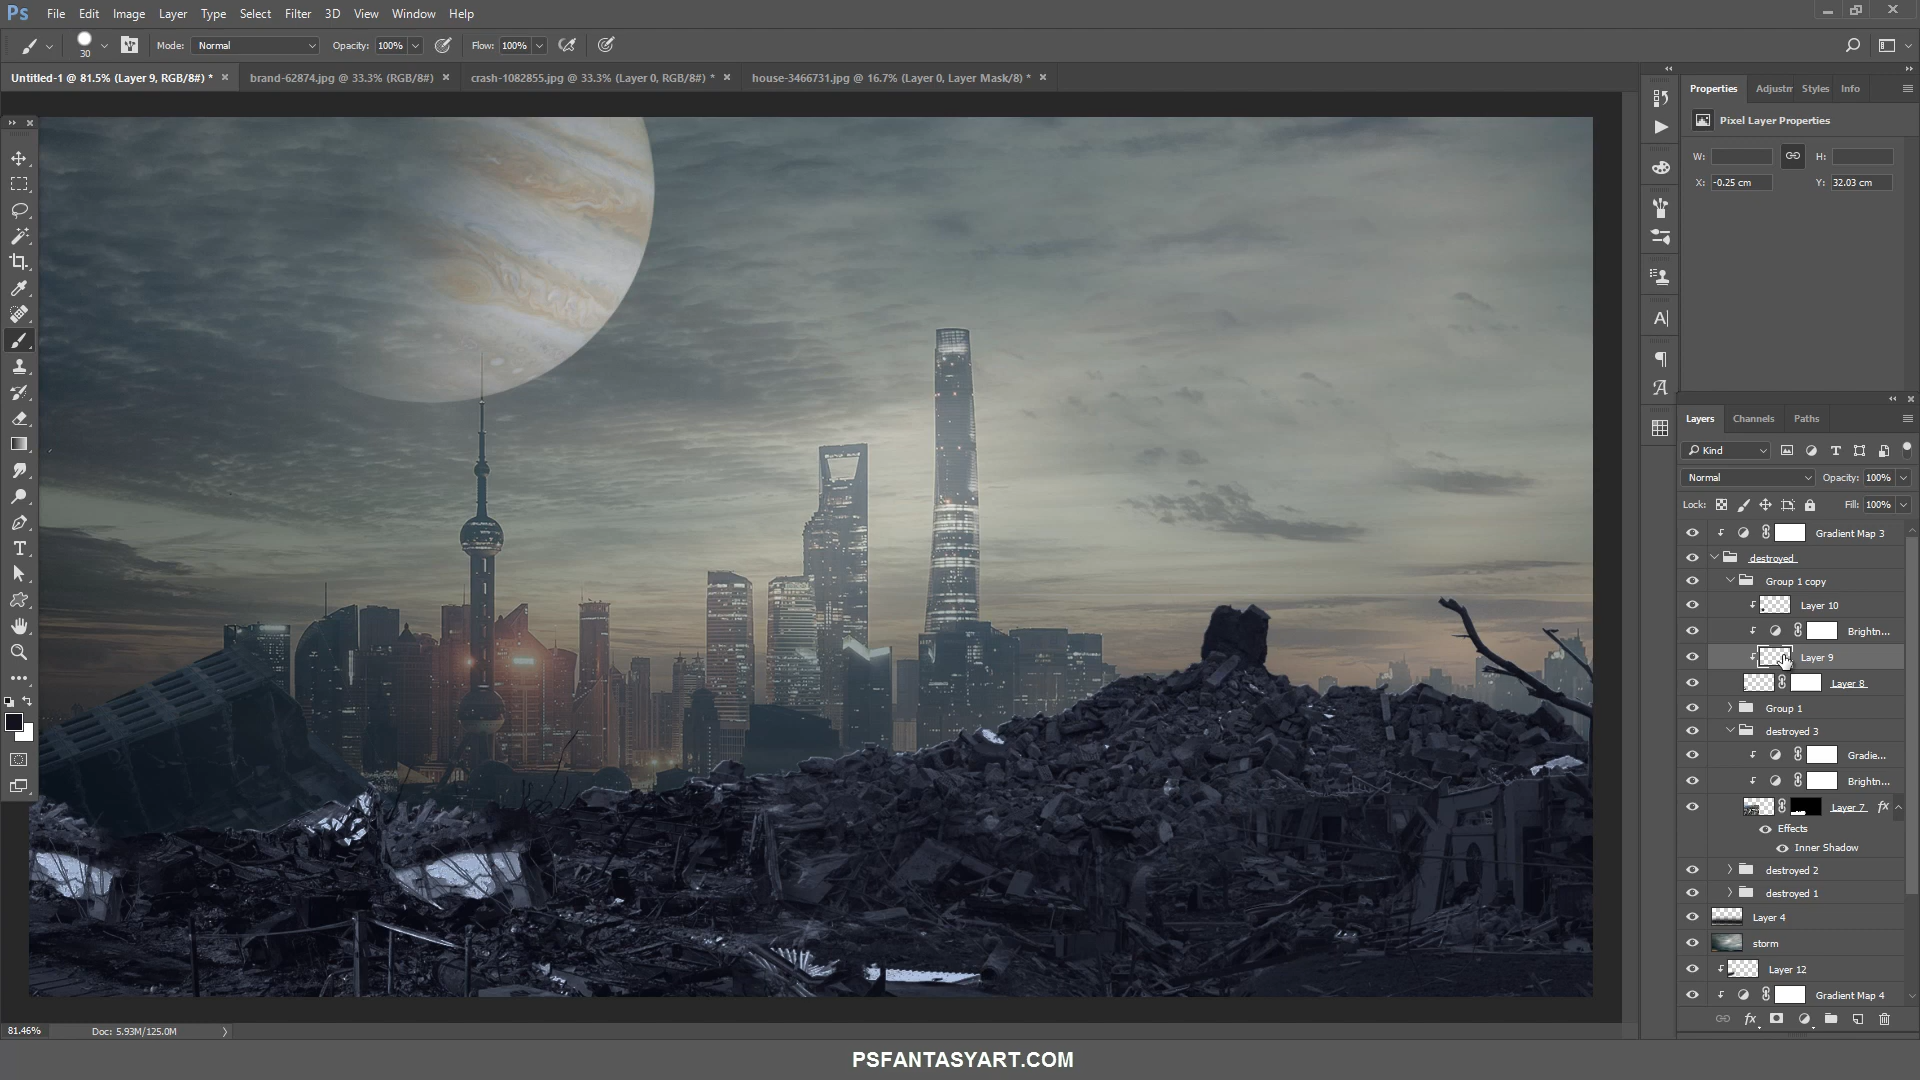 Ps File Edit Image Layer Type Select Filter 3D View Window Help
30 Mode: Normal Opacity: 100% Flow: 100%
Untitled-1 @ 81.5% (Layer 9, RGB/8#) * brand-62874.jpg @ 33.3% (RGB/8#) crash-1082855.jpg @ 33.3% (Layer 0, RGB/8#) * house-3466731.jpg @ 16.7% (Layer 0, Layer Mask/8) *
Properties Adjustm Styles Info
Pixel Layer Properties
W: H:
X: -0.25 cm Y: 32.03 cm
Layers Channels Paths
Kind
Normal Opacity: 100%
Lock: Fill: 100%
Gradient Map 3
destroyed
Group 1 copy
Layer 10
Brightn...
Layer 9
Layer 8
Group 1
destroyed 3
Gradie...
Brightn...
Layer 7 fx
Effects
Inner Shadow
destroyed 2
destroyed 1
Layer 4
storm
Layer 12
Gradient Map 4
fx
81.46% Doc: 5.93M/125.0M
PSFANTASYART.COM